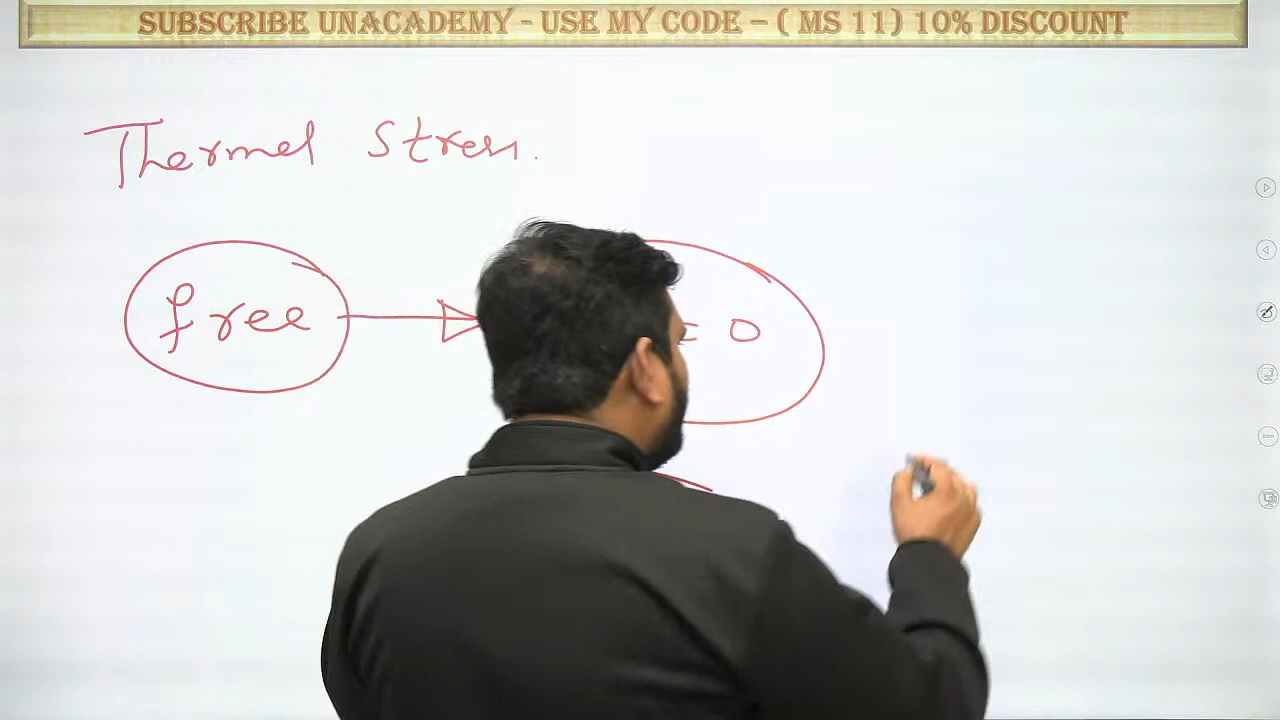 SUBSCRIBE UNACADEMY - USE MY CODE – ( MS 11) 10% DISCOUNT
Thermal Stress.
free = 0